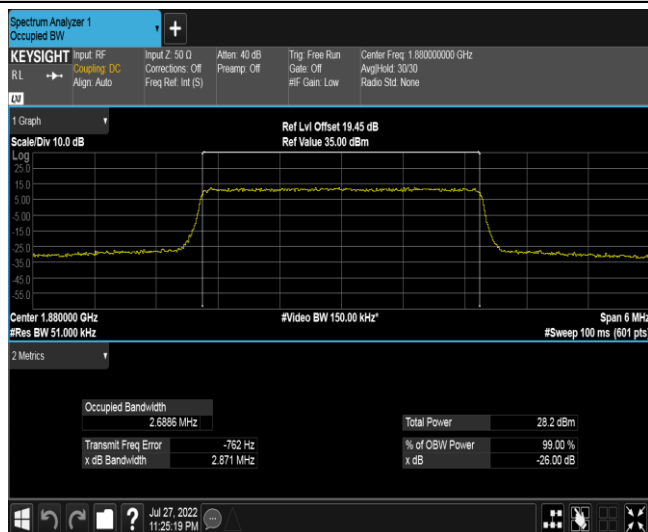 Spectrum Analyzer 1
Occupied BW
+
KEYSIGHT Input: RF Input Z: 50 Ω Atten: 40 dB Trig: Free Run Center Freq: 1.880000000 GHz
RL Coupling: DC Corrections: Off Preamp: Off Gate: Off Avg|Hold: 30/30
Align: Auto Freq Ref: Int (S) #IF Gain: Low Radio Std: None
LXI
1 Graph Ref Lvl Offset 19.45 dB
Scale/Div 10.0 dB Ref Value 35.00 dBm
Log
25.0
15.0
5.00
-5.00
-15.0
-25.0
-35.0
-45.0
-55.0
Center 1.880000 GHz #Video BW 150.00 kHz* Span 6 MHz
#Res BW 51.000 kHz #Sweep 100 ms (601 pts)
2 Metrics
Occupied Bandwidth
2.6886 MHz Total Power 28.2 dBm
Transmit Freq Error -762 Hz % of OBW Power 99.00 %
x dB Bandwidth 2.871 MHz x dB -26.00 dB
? Jul 27, 2022
11:25:19 PM